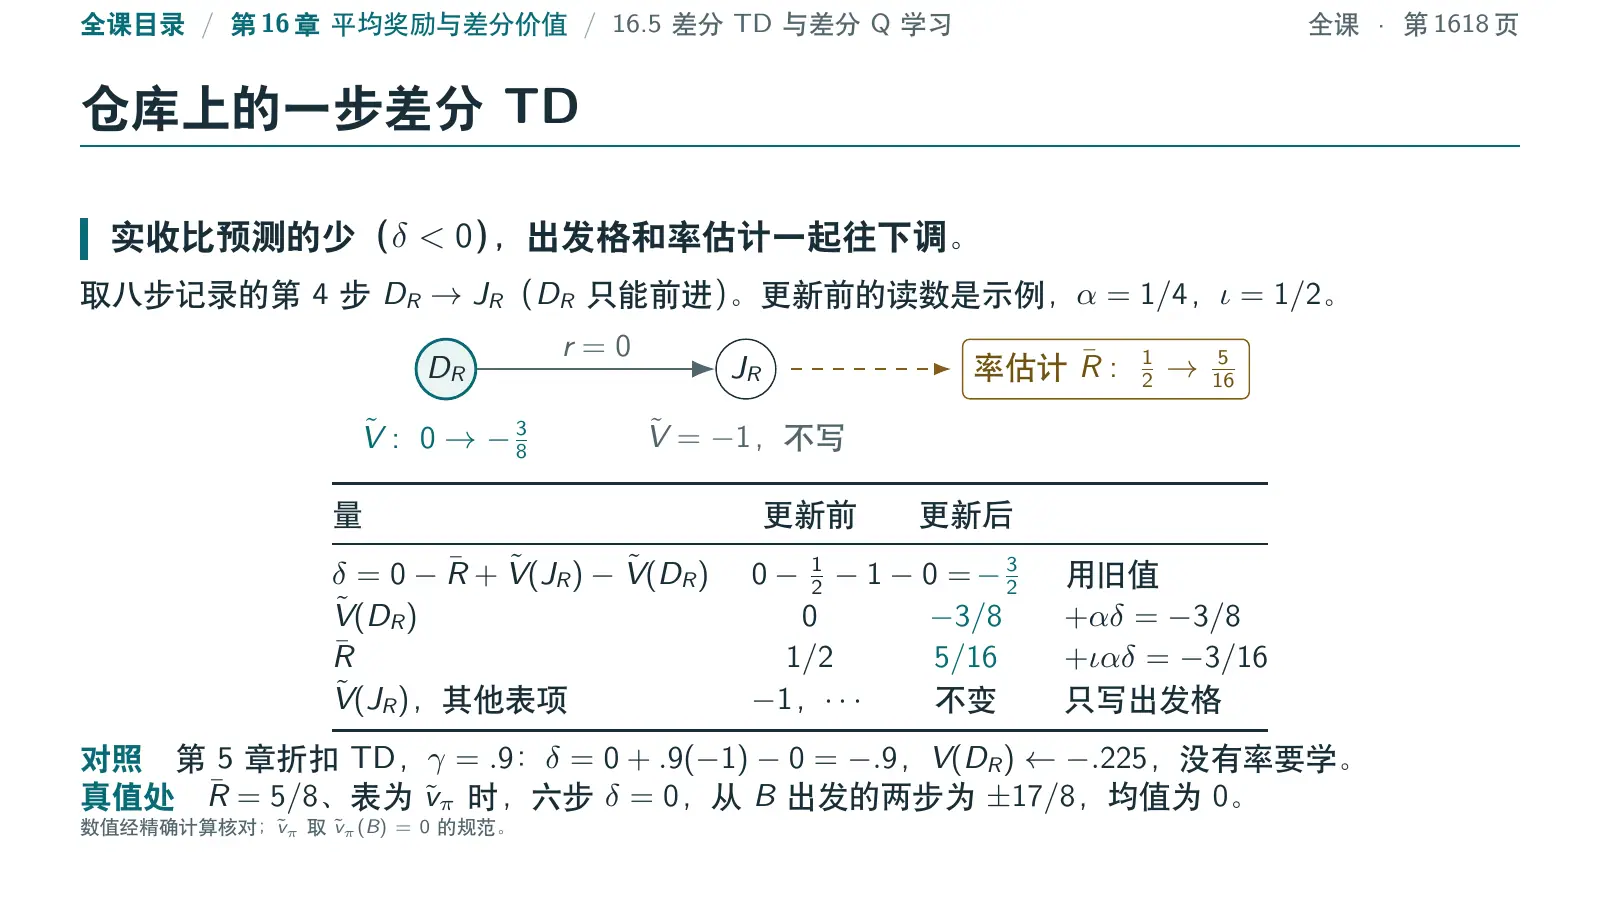 全课目录 / 第16章 平均奖励与差分价值 / 16.5 差分 TD 与差分 Q 学习
全课 · 第1618页
仓库上的一步差分 TD
实收比预测的少（δ < 0），出发格和率估计一起往下调。
取八步记录的第 4 步 D_R → J_R（D_R 只能前进）。更新前的读数是示例，α = 1/4，ι = 1/2。
D_R r = 0 J_R 率估计 R̄： 1/2 → 5/16
Ṽ：0 → −3/8 Ṽ = −1，不写
量 更新前 更新后
δ = 0 − R̄ + Ṽ(J_R) − Ṽ(D_R) 0 − 1/2 − 1 − 0 = −3/2 用旧值
Ṽ(D_R) 0 −3/8 +αδ = −3/8
R̄ 1/2 5/16 +ιαδ = −3/16
Ṽ(J_R)，其他表项 −1，⋯ 不变 只写出发格
对照 第 5 章折扣 TD，γ = .9：δ = 0 + .9(−1) − 0 = −.9，V(D_R) ← −.225，没有率要学。
真值处 R̄ = 5/8、表为 ṽ_π 时，六步 δ = 0，从 B 出发的两步为 ±17/8，均值为 0。
数值经精确计算核对；ṽ_π 取 ṽ_π(B) = 0 的规范。